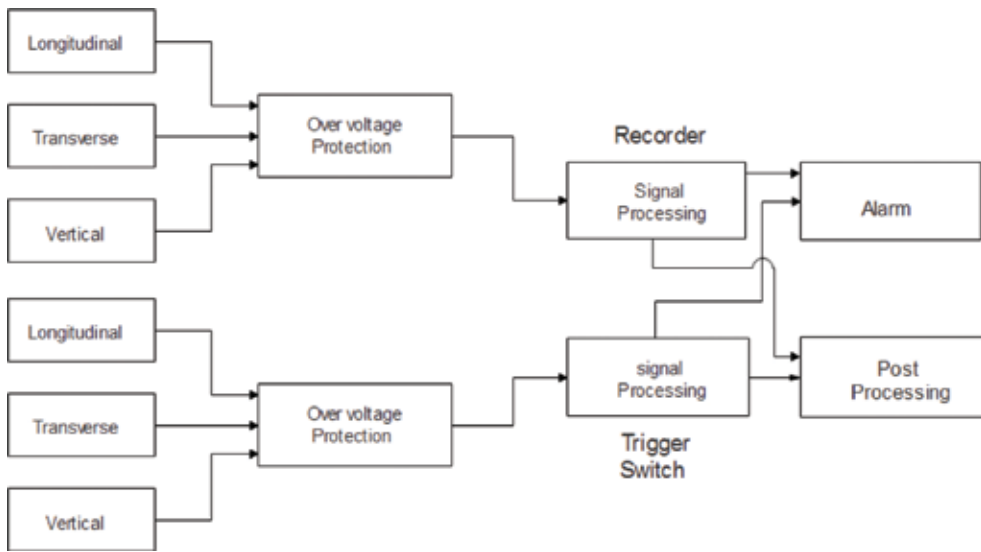 Longitudinal
Transverse
Vertical
Over voltage
Protection
Recorder
Signal
Processing
Alarm
Longitudinal
Transverse
Vertical
Over voltage
Protection
signal
Processing
Trigger
Switch
Post
Processing